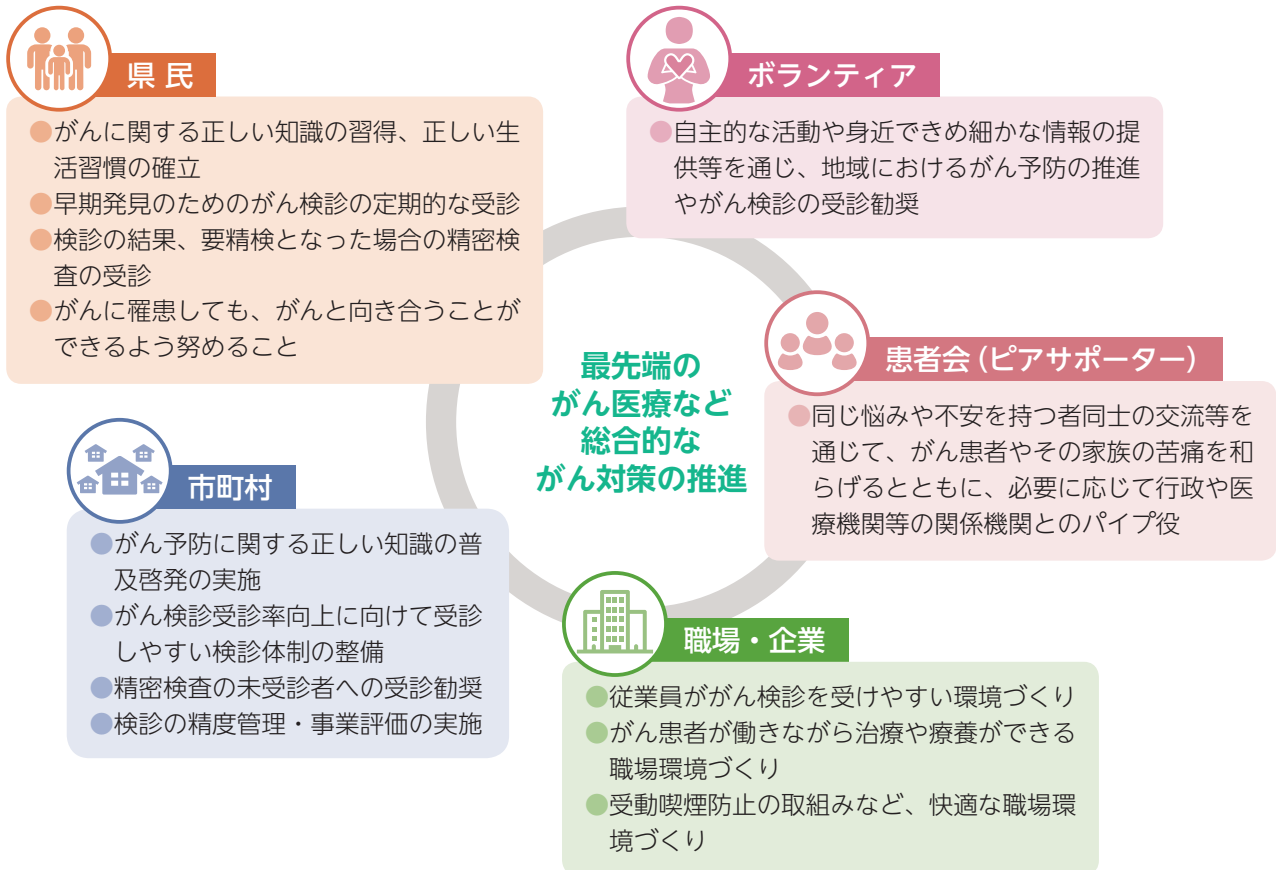 県民
●がんに関する正しい知識の習得、正しい生
活習慣の確立
●早期発見のためのがん検診の定期的な受診
●検診の結果、要精検となった場合の精密検
査の受診
●がんに罹患しても、がんと向き合うことが
できるよう努めること
ボランティア
●自主的な活動や身近できめ細かな情報の提
供等を通じ、地域におけるがん予防の推進
やがん検診の受診勧奨
最先端の
がん医療など
総合的な
がん対策の推進
患者会(ピアサポーター)
●同じ悩みや不安を持つ者同士の交流等を
通じて、がん患者やその家族の苦痛を和
らげるとともに、必要に応じて行政や医
療機関等の関係機関とのパイプ役
市町村
●がん予防に関する正しい知識の普
及啓発の実施
●がん検診受診率向上に向けて受診
しやすい検診体制の整備
●精密検査の未受診者への受診勧奨
●検診の精度管理・事業評価の実施
職場・企業
●従業員ががん検診を受けやすい環境づくり
●がん患者が働きながら治療や療養ができる
職場環境づくり
●受動喫煙防止の取組みなど、快適な職場環
境づくり